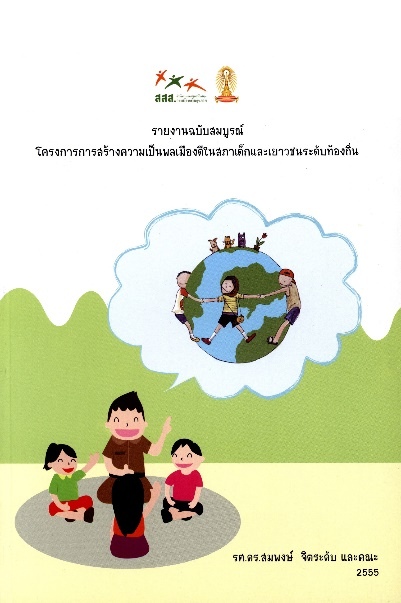 สสส.
รายงานฉบับสมบูรณ์
โครงการการสร้างความเป็นพลเมืองดีในสภาเด็กและเยาวชนระดับท้องถิ่น
รศ.ดร.สมพงษ์ จิตระดับ และคณะ
2555